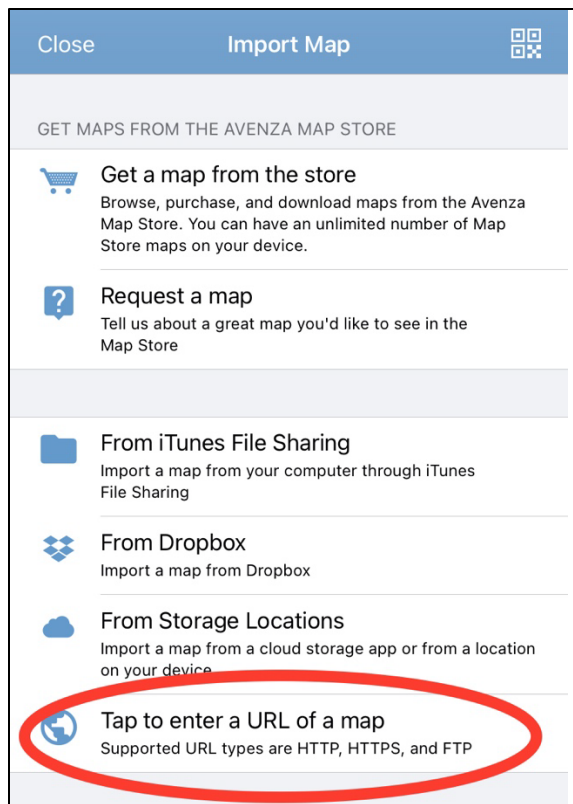 Close
Import Map
GET MAPS FROM THE AVENZA MAP STORE
Get a map from the store
Browse, purchase, and download maps from the Avenza
Map Store. You can have an unlimited number of Map
Store maps on your device.
Request a map
Tell us about a great map you'd like to see in the
Map Store
From iTunes File Sharing
Import a map from your computer through iTunes
File Sharing
From Dropbox
Import a map from Dropbox
From Storage Locations
Import a map from a cloud storage app or from a location
on your device
Tap to enter a URL of a map
Supported URL types are HTTP, HTTPS, and FTP